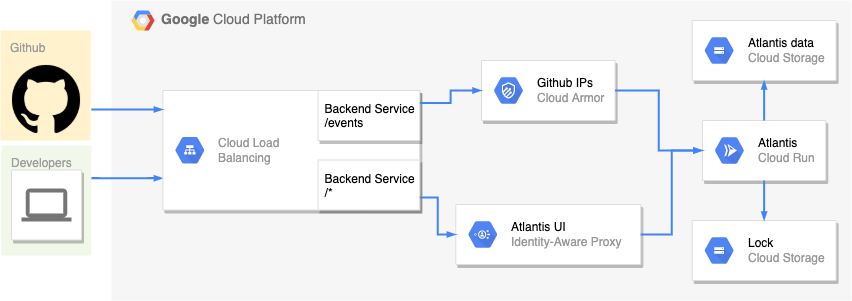 Google Cloud Platform
Github
Developers
Cloud Load
Balancing
Backend Service
/events
Backend Service
/*
Github IPs
Cloud Armor
Atlantis UI
Identity-Aware Proxy
Atlantis data
Cloud Storage
Atlantis
Cloud Run
Lock
Cloud Storage